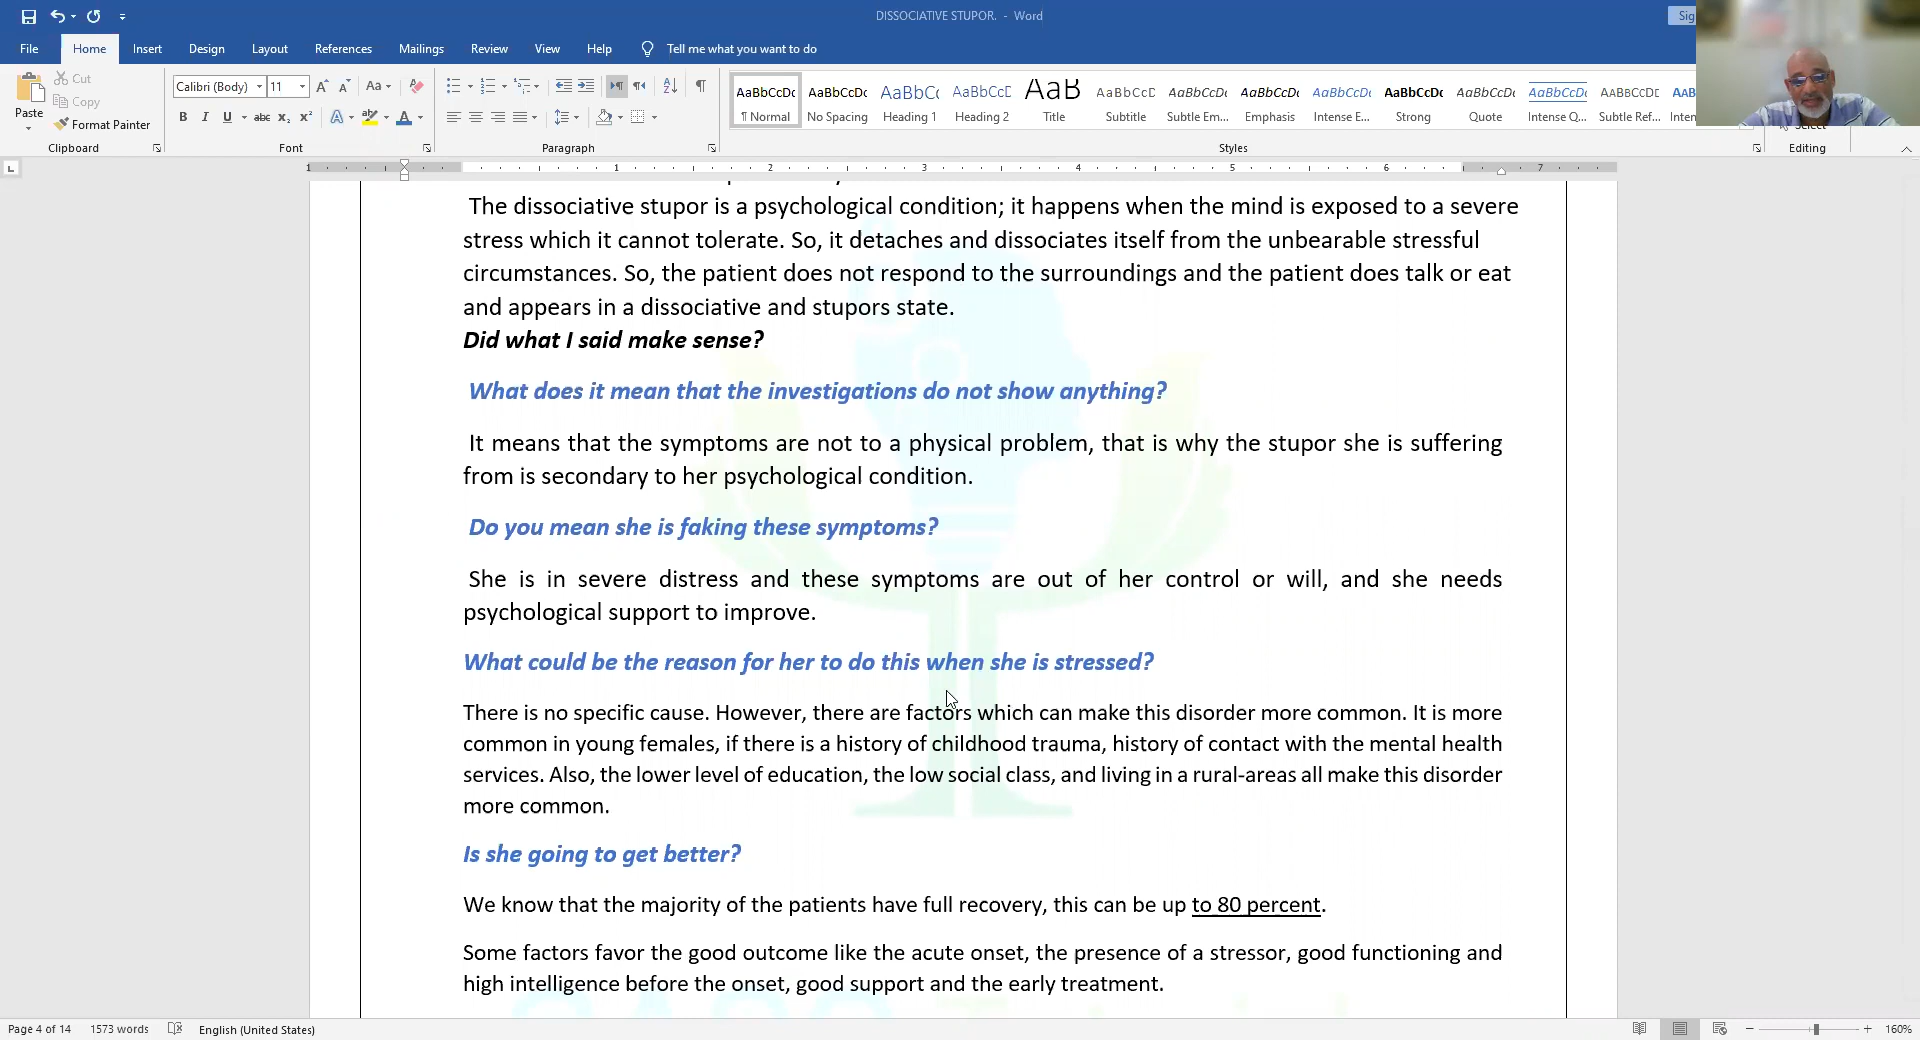 DISSOCIATIVE STUPOR. - Word
Sig
File Home Insert Design Layout References Mailings Review View Help Tell me what you want to do
Paste
Cut
Copy
Format Painter
Calibri (Body) 11
AaBbCcDc AaBbCcDc AaBbCc AaBbCcD AaB AaBbCcD AaBbCcDc AaBbCcDc AaBbCcDc AaBbCcDc AaBbCcDc AaBbCcDc AABBCCDE AAB
¶ Normal No Spacing Heading 1 Heading 2 Title Subtitle Subtle Em... Emphasis Intense E... Strong Quote Intense Q... Subtle Ref... Inten
Select
Clipboard Font Paragraph Styles Editing
1 1 2 3 4 5 6 7
The dissociative stupor is a psychological condition; it happens when the mind is exposed to a severe
stress which it cannot tolerate. So, it detaches and dissociates itself from the unbearable stressful
circumstances. So, the patient does not respond to the surroundings and the patient does talk or eat
and appears in a dissociative and stupors state.
Did what I said make sense?
What does it mean that the investigations do not show anything?
It means that the symptoms are not to a physical problem, that is why the stupor she is suffering
from is secondary to her psychological condition.
Do you mean she is faking these symptoms?
She is in severe distress and these symptoms are out of her control or will, and she needs
psychological support to improve.
What could be the reason for her to do this when she is stressed?
There is no specific cause. However, there are factors which can make this disorder more common. It is more
common in young females, if there is a history of childhood trauma, history of contact with the mental health
services. Also, the lower level of education, the low social class, and living in a rural-areas all make this disorder
more common.
Is she going to get better?
We know that the majority of the patients have full recovery, this can be up to 80 percent.
Some factors favor the good outcome like the acute onset, the presence of a stressor, good functioning and
high intelligence before the onset, good support and the early treatment.
Page 4 of 14 1573 words English (United States) 160%